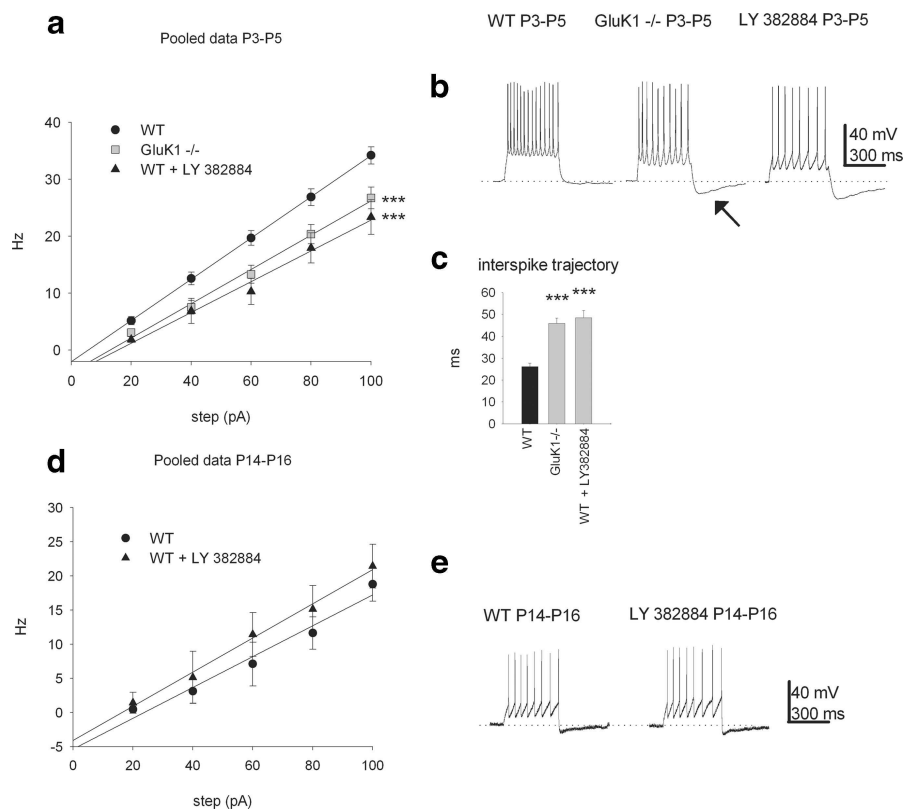 a
Pooled data P3-P5
40
30
20
10
0
Hz
WT
GluK1 -/-
WT + LY 382884
***
***
0 20 40 60 80 100
step (pA)
WT P3-P5 GluK1 -/- P3-P5 LY 382884 P3-P5
b
40 mV
300 ms
c
interspike trajectory
60
50
40
30
20
10
0
ms
*** ***
WT
GluK1-/-
WT + LY382884
d
Pooled data P14-P16
30
25
20
15
10
5
0
-5
Hz
WT
WT + LY 382884
0 20 40 60 80 100
step (pA)
e
WT P14-P16 LY 382884 P14-P16
40 mV
300 ms